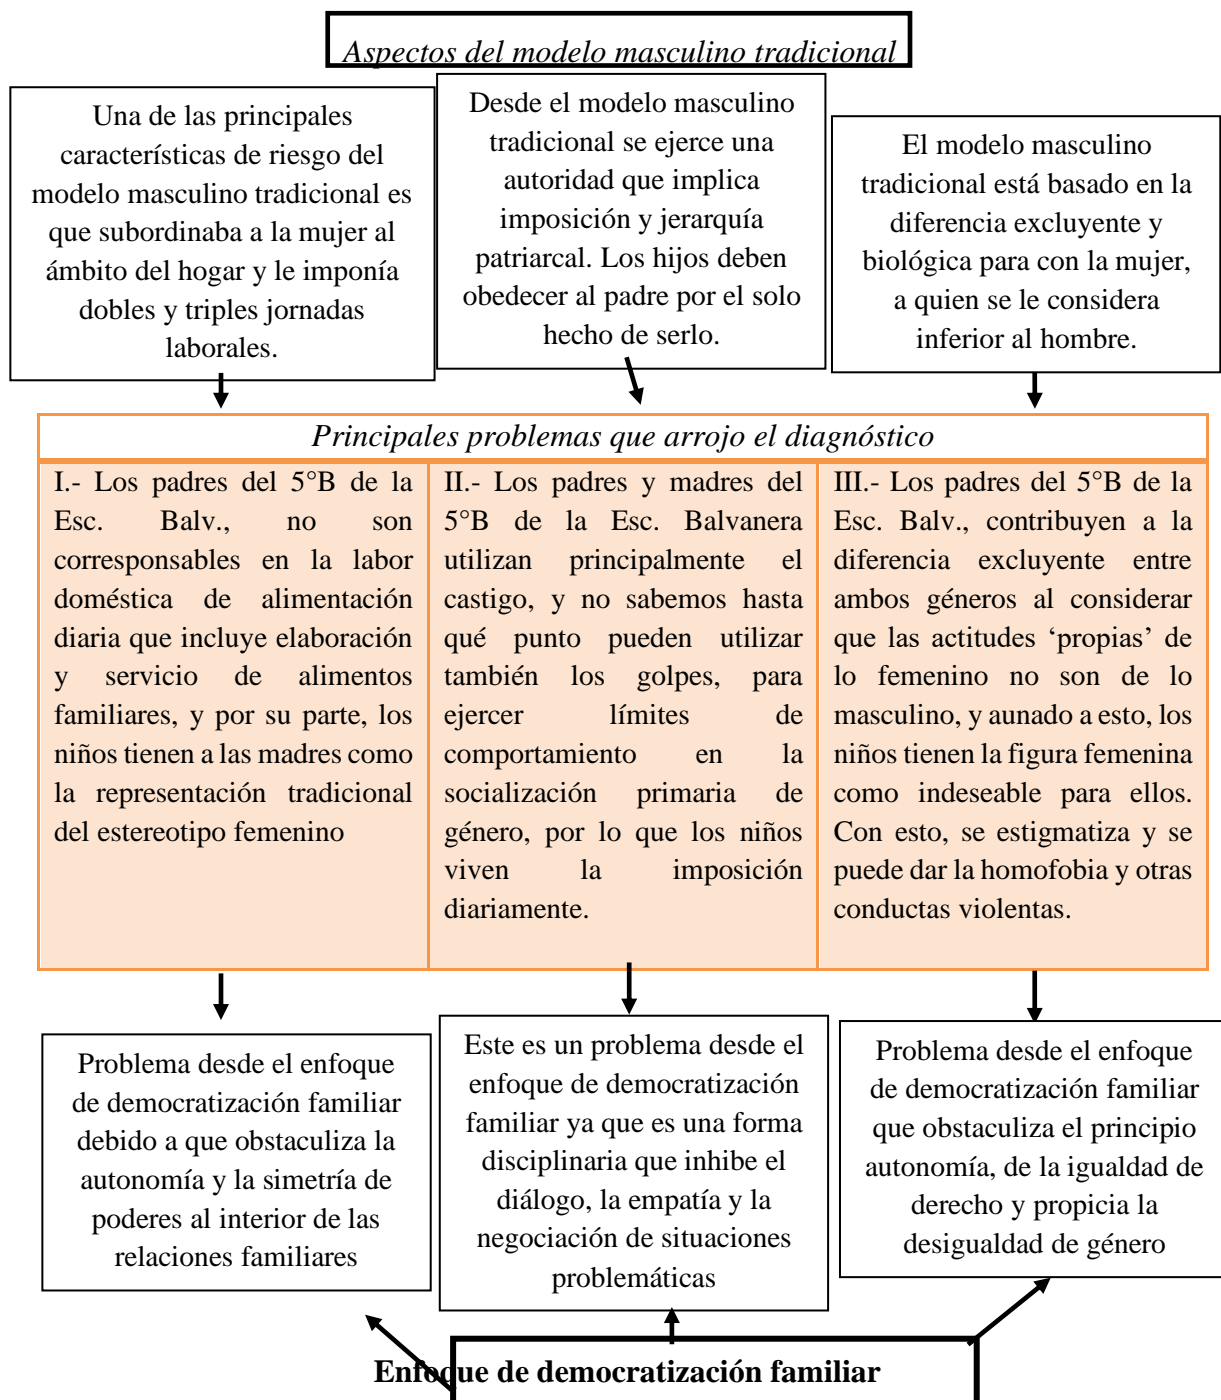 Aspectos del modelo masculino tradicional
Una de las principales
características de riesgo del
modelo masculino tradicional es
que subordinaba a la mujer al
ámbito del hogar y le imponía
dobles y triples jornadas
laborales.
Desde el modelo masculino
tradicional se ejerce una
autoridad que implica
imposición y jerarquía
patriarcal. Los hijos deben
obedecer al padre por el solo
hecho de serlo.
El modelo masculino
tradicional está basado en la
diferencia excluyente y
biológica para con la mujer,
a quien se le considera
inferior al hombre.
Principales problemas que arrojo el diagnóstico
I.- Los padres del 5°B de la
Esc. Balv., no son
corresponsables en la labor
doméstica de alimentación
diaria que incluye elaboración
y servicio de alimentos
familiares, y por su parte, los
niños tienen a las madres como
la representación tradicional
del estereotipo femenino
II.- Los padres y madres del
5°B de la Esc. Balvanera
utilizan principalmente el
castigo, y no sabemos hasta
qué punto pueden utilizar
también los golpes, para
ejercer límites de
comportamiento en la
socialización primaria de
género, por lo que los niños
viven la imposición
diariamente.
III.- Los padres del 5°B de la
Esc. Balv., contribuyen a la
diferencia excluyente entre
ambos géneros al considerar
que las actitudes ‘propias’ de
lo femenino no son de lo
masculino, y aunado a esto, los
niños tienen la figura femenina
como indeseable para ellos.
Con esto, se estigmatiza y se
puede dar la homofobia y otras
conductas violentas.
Problema desde el enfoque
de democratización familiar
debido a que obstaculiza la
autonomía y la simetría de
poderes al interior de las
relaciones familiares
Este es un problema desde el
enfoque de democratización
familiar ya que es una forma
disciplinaria que inhibe el
diálogo, la empatía y la
negociación de situaciones
problemáticas
Problema desde el enfoque
de democratización familiar
que obstaculiza el principio
autonomía, de la igualdad de
derecho y propicia la
desigualdad de género
Enfoque de democratización familiar